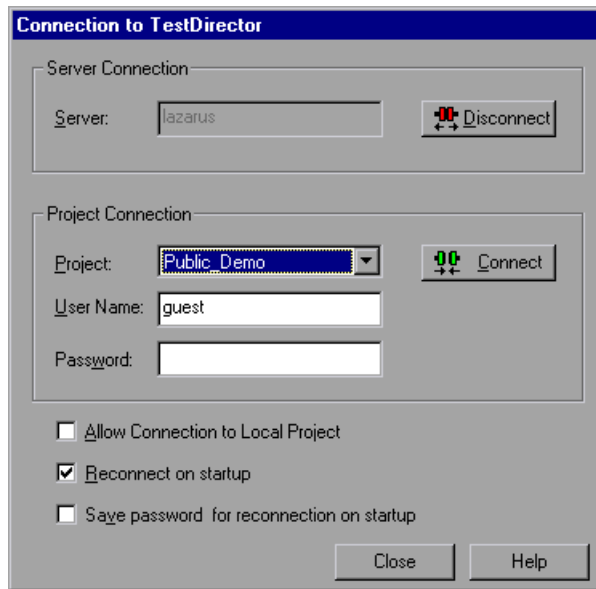 Connection to TestDirector
Server Connection
Server: lazarus Disconnect
Project Connection
Project: Public_Demo Connect
User Name: guest
Password:
Allow Connection to Local Project
Reconnect on startup
Save password for reconnection on startup
Close Help